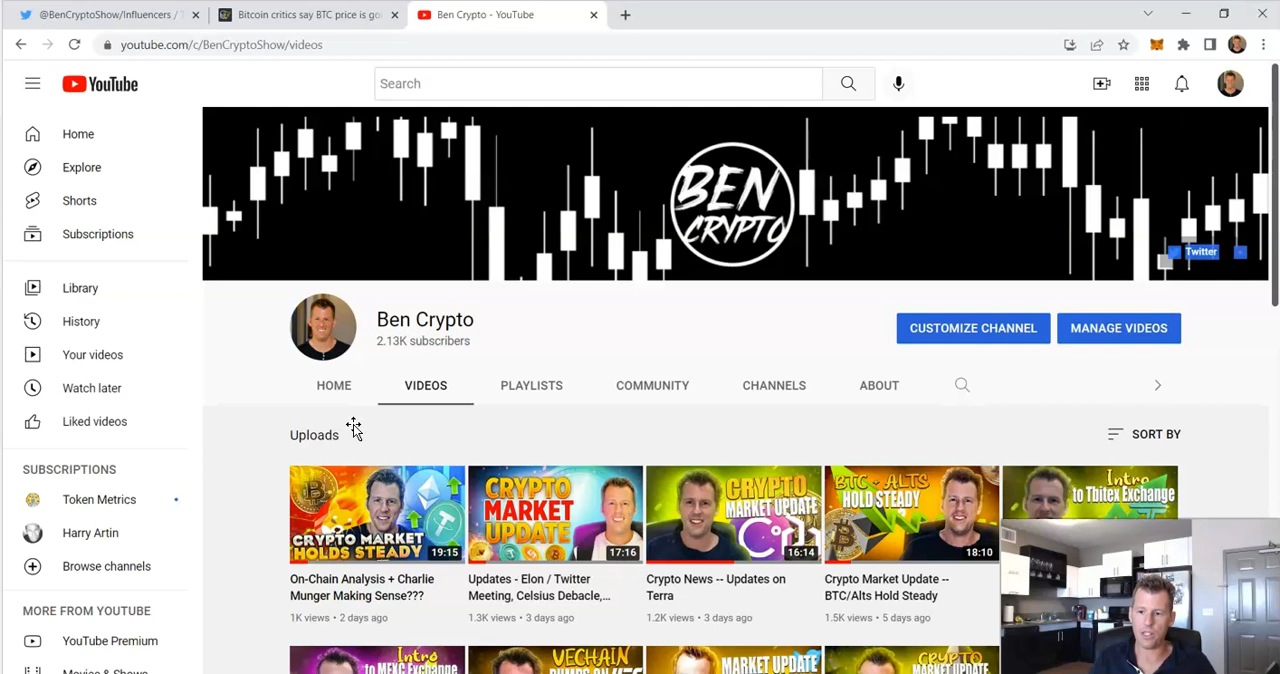 @BenCryptoShow/Influencers / T
Bitcoin critics say BTC price is go
Ben Crypto - YouTube
youtube.com/c/BenCryptoShow/videos
YouTube
Search
Home
Explore
Shorts
Subscriptions
Library
History
Your videos
Watch later
Liked videos
SUBSCRIPTIONS
Token Metrics
Harry Artin
Browse channels
MORE FROM YOUTUBE
YouTube Premium
Movies & Shows
BEN
CRYPTO
Twitter
Ben Crypto
2.13K subscribers
CUSTOMIZE CHANNEL
MANAGE VIDEOS
HOME
VIDEOS
PLAYLISTS
COMMUNITY
CHANNELS
ABOUT
Uploads
SORT BY
CRYPTO MARKET
HOLDS STEADY
19:15
On-Chain Analysis + Charlie
Munger Making Sense???
1K views • 2 days ago
CRYPTO
MARKET
UPDATE
17:16
Updates - Elon / Twitter
Meeting, Celsius Debacle,...
1.3K views • 3 days ago
CRYPTO
MARKET
UPDATE
16:14
Crypto News -- Updates on
Terra
1.2K views • 3 days ago
BTC + ALTS
HOLD STEADY
18:10
Crypto Market Update --
BTC/Alts Hold Steady
1.5K views • 5 days ago
Intro
to Tbitex Exchange
Intro
to MEXC Exchange
VECHAIN
MARKET UPDATE
CRYPTO